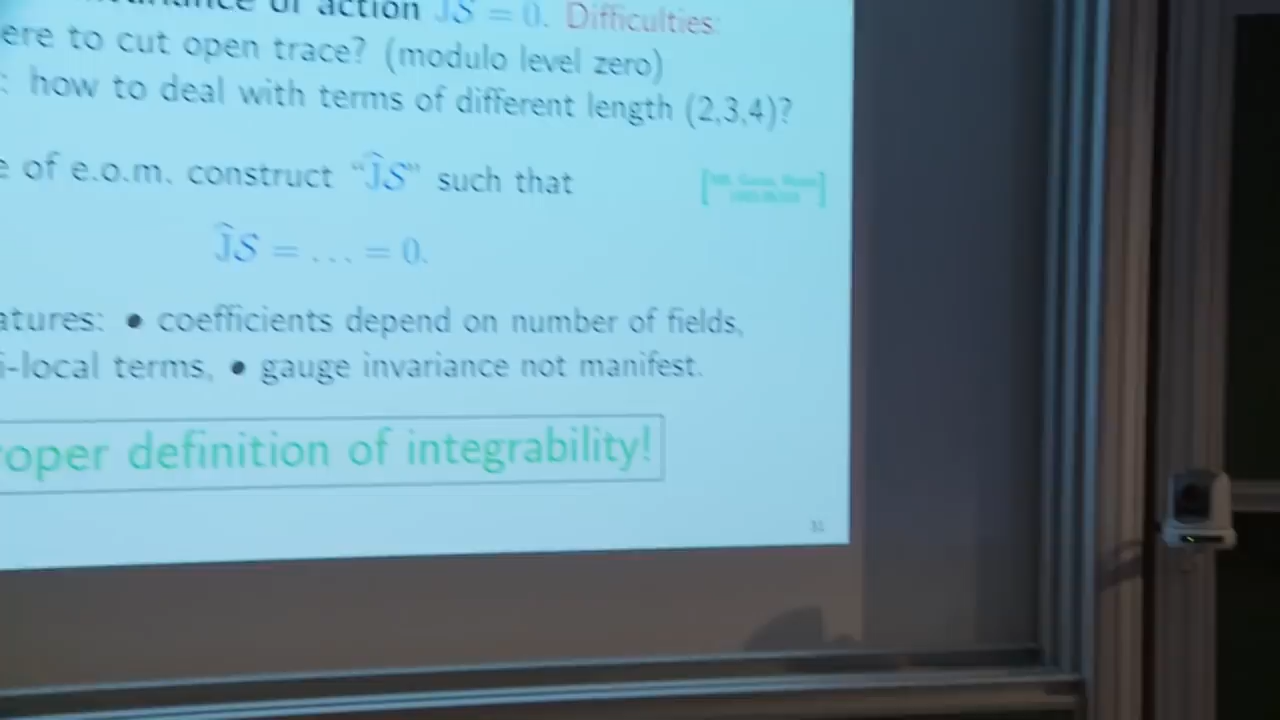 of action ĴS = 0. Difficulties:
ere to cut open trace? (modulo level zero)
: how to deal with terms of different length (2,3,4)?
e of e.o.m. construct “ĴS” such that
ĴS = ... = 0.
atures: • coefficients depend on number of fields,
i-local terms, • gauge invariance not manifest.
oper definition of integrability!
31